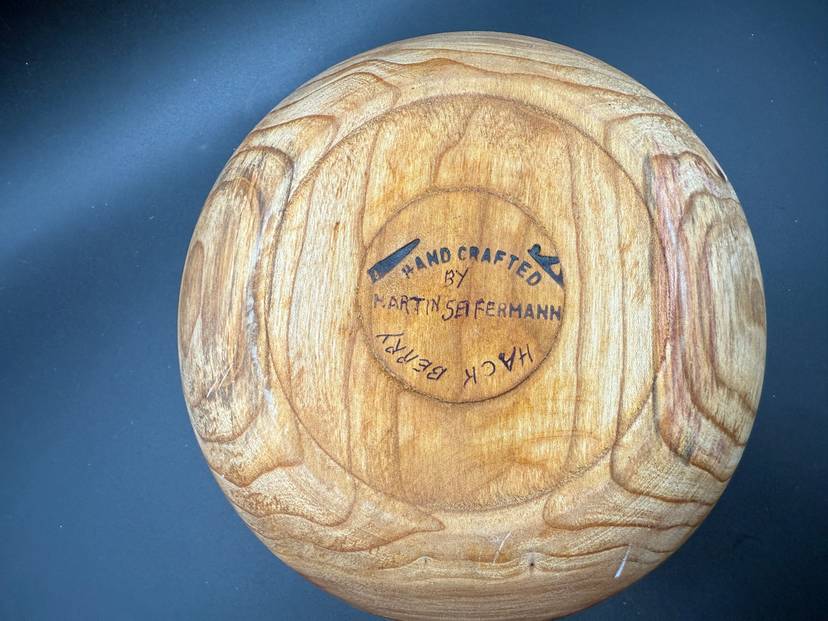 HAND CRAFTED
BY
MARTIN SEIFERMANN
HACK BERRY